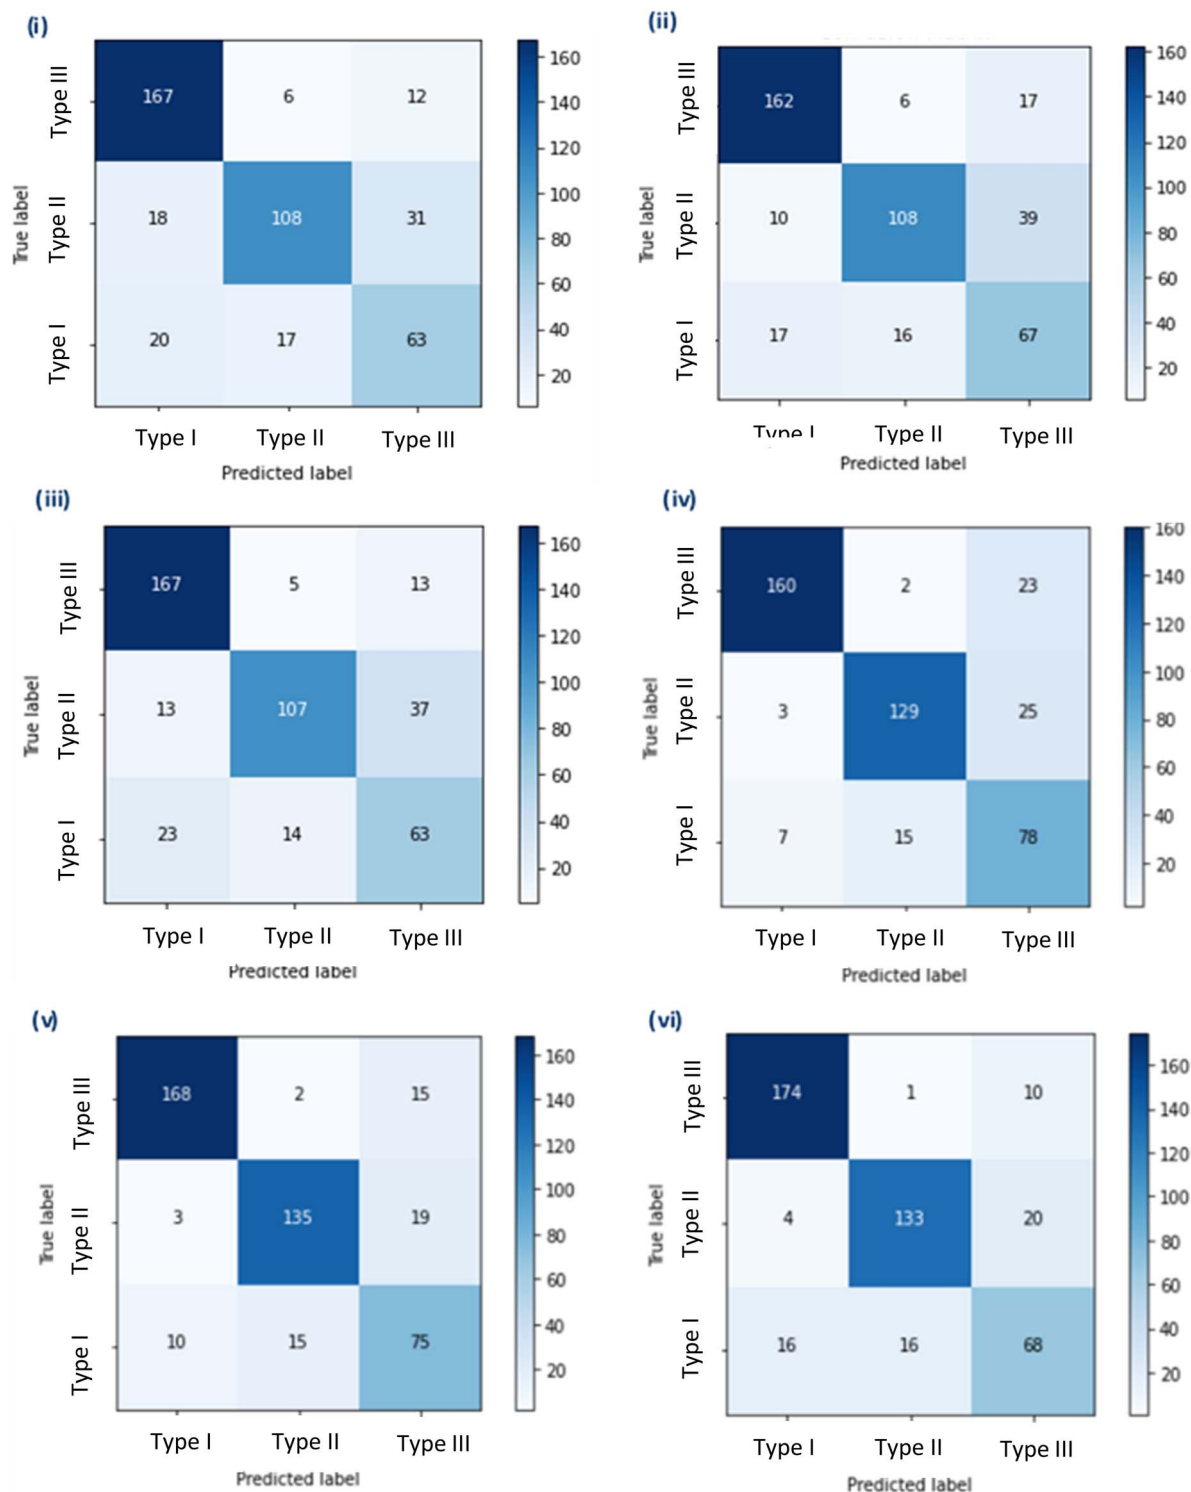 (i)
Type III 167 6 12
Type II 18 108 31
Type I 20 17 63
True label
Type I Type II Type III
Predicted label
160
140
120
100
80
60
40
20
(ii)
Type III 162 6 17
Type II 10 108 39
Type I 17 16 67
True label
Type I Type II Type III
Predicted label
160
140
120
100
80
60
40
20
(iii)
Type III 167 5 13
Type II 13 107 37
Type I 23 14 63
True label
Type I Type II Type III
Predicted label
160
140
120
100
80
60
40
20
(iv)
Type III 160 2 23
Type II 3 129 25
Type I 7 15 78
True label
Type I Type II Type III
Predicted label
160
140
120
100
80
60
40
20
(v)
Type III 168 2 15
Type II 3 135 19
Type I 10 15 75
True label
Type I Type II Type III
Predicted label
160
140
120
100
80
60
40
20
(vi)
Type III 174 1 10
Type II 4 133 20
Type I 16 16 68
True label
Type I Type II Type III
Predicted label
160
140
120
100
80
60
40
20